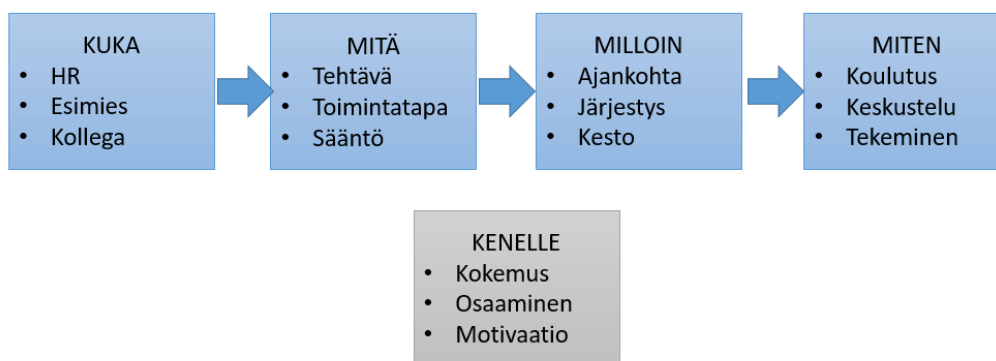 KUKA
• HR
• Esimies
• Kollega
MITÄ
• Tehtävä
• Toimintatapa
• Sääntö
MILLOIN
• Ajankohta
• Järjestys
• Kesto
MITEN
• Koulutus
• Keskustelu
• Tekeminen
KENELLE
• Kokemus
• Osaaminen
• Motivaatio